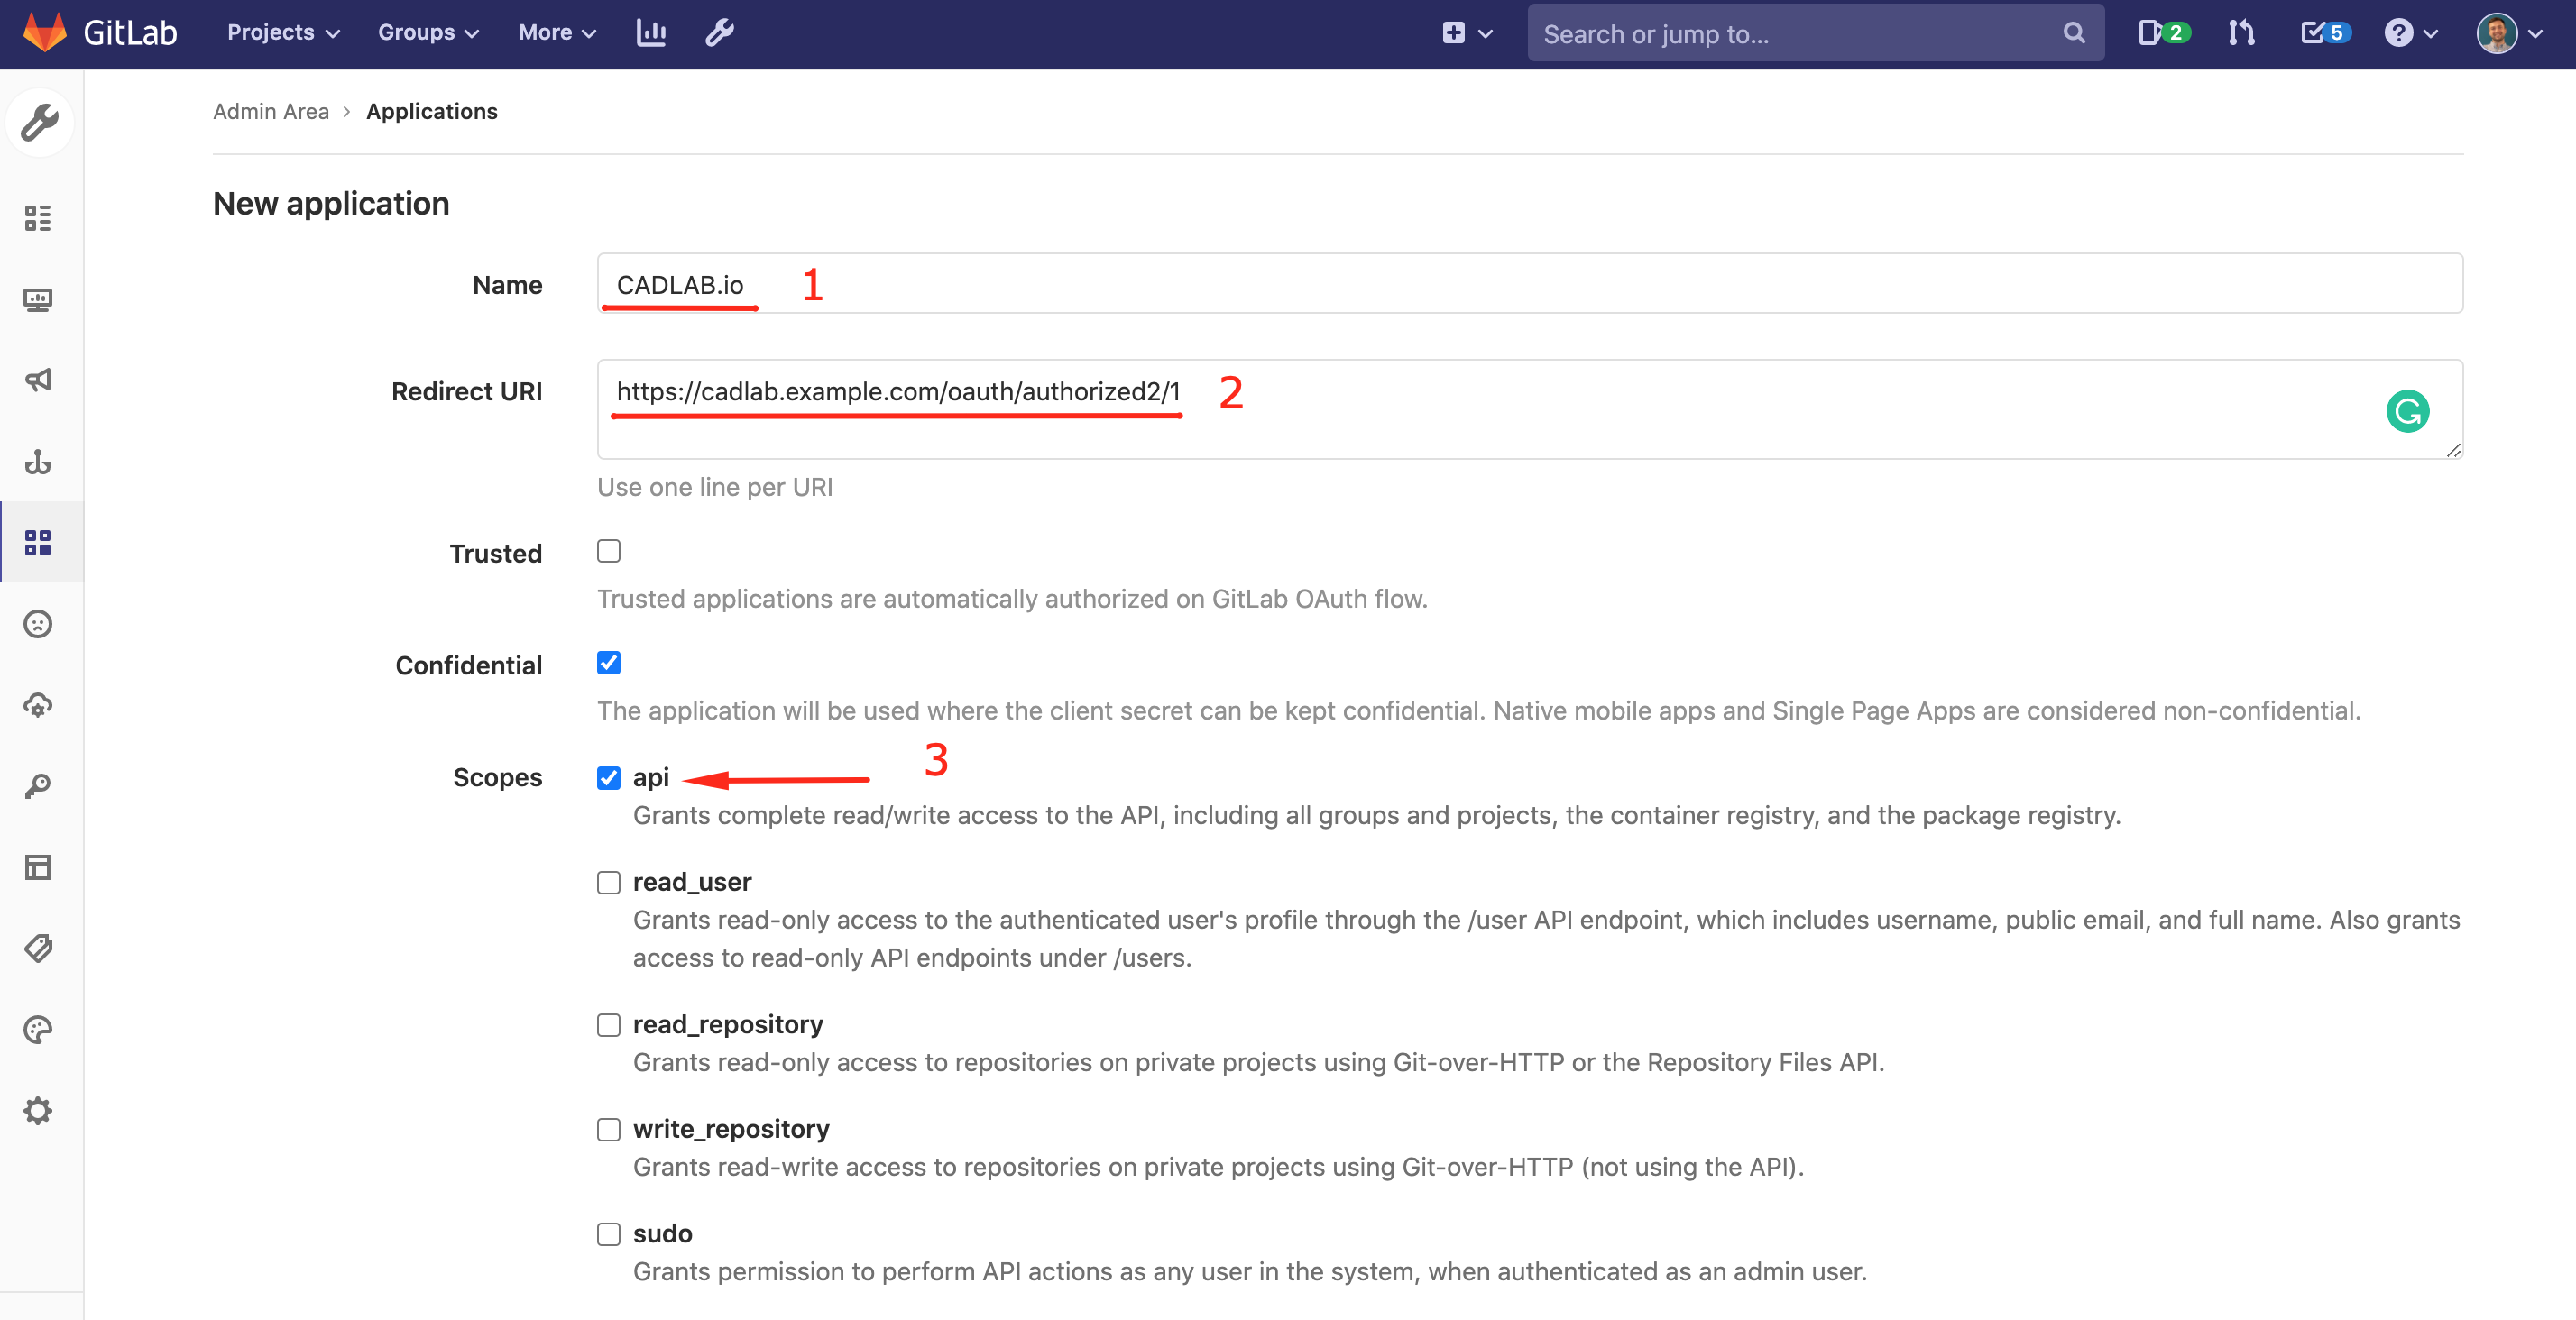 GitLab Projects Groups More Search or jump to... 2 5 ?
Admin Area > Applications
New application
Name CADLAB.io 1
Redirect URI https://cadlab.example.com/oauth/authorized2/1 2
Use one line per URI
Trusted
Trusted applications are automatically authorized on GitLab OAuth flow.
Confidential
The application will be used where the client secret can be kept confidential. Native mobile apps and Single Page Apps are considered non-confidential.
3
Scopes api
Grants complete read/write access to the API, including all groups and projects, the container registry, and the package registry.
read_user
Grants read-only access to the authenticated user's profile through the /user API endpoint, which includes username, public email, and full name. Also grants
access to read-only API endpoints under /users.
read_repository
Grants read-only access to repositories on private projects using Git-over-HTTP or the Repository Files API.
write_repository
Grants read-write access to repositories on private projects using Git-over-HTTP (not using the API).
sudo
Grants permission to perform API actions as any user in the system, when authenticated as an admin user.